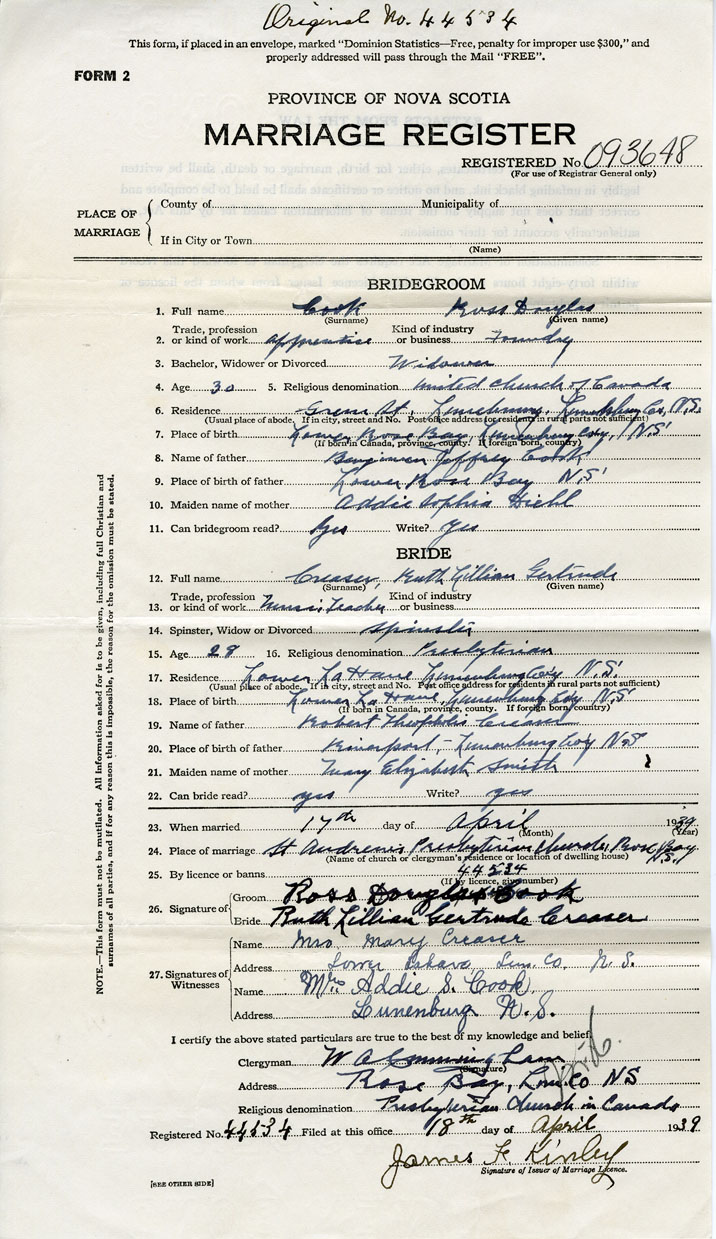 Original No. 44534
This form, if placed in an envelope, marked "Dominion Statistics—Free, penalty for improper use $300," and
properly addressed will pass through the Mail "FREE".
FORM 2
PROVINCE OF NOVA SCOTIA
MARRIAGE REGISTER
REGISTERED No. 093648
(For use of Registrar General only)
PLACE OF MARRIAGE
County of Municipality of
If in City or Town
(Name)
BRIDEGROOM
1. Full name Cook Ross Douglas
(Surname) (Given name)
2. Trade, profession or kind of work apprentice Kind of industry or business Foundry
3. Bachelor, Widower or Divorced Widower
4. Age 30 5. Religious denomination United Church of Canada
6. Residence Green St, Lunenburg, Lunenburg Co, N.S.
(Usual place of abode. If in city, street and No. Post office address for residents in rural parts not sufficient)
7. Place of birth Lower Rose Bay, Lunenburg Coy, N.S.
(If born in Canada, province, county. If foreign born, country)
8. Name of father Benjimen Jeffrey Cook
9. Place of birth of father Lower Rose Bay N.S.
10. Maiden name of mother Addie Sophia Hiehl
11. Can bridegroom read? Yes Write? Yes
BRIDE
12. Full name Creaser, Ruth Lillian Gertrude
(Surname) (Given name)
13. Trade, profession or kind of work Music Teacher Kind of industry or business
14. Spinster, Widow or Divorced Spinster
15. Age 28 16. Religious denomination Presbyterian
17. Residence Lower La Have Lunenburg Coy N.S.
(Usual place of abode. If in city, street and No. Post office address for residents in rural parts not sufficient)
18. Place of birth Lower La Have, Lunenburg Coy N.S.
(If born in Canada, province, county. If foreign born, country)
19. Name of father Robert Theophilis Creaser
20. Place of birth of father Riverport, - Lunenburg Coy N.S
21. Maiden name of mother Mary Elizabeth Smith
22. Can bride read? yes Write? yes
23. When married 17th day of April 1939
(Month) (Year)
24. Place of marriage St Andrew's Presbyterian Church, Rose Bay, N.S.
(Name of church or clergyman's residence or location of dwelling house)
25. By licence or banns 44534
(If by licence, give number)
26. Signature of
Groom Ross Douglas Cook
Bride Ruth Lillian Gertrude Creaser
27. Signatures of Witnesses
Name Mrs. Mary Creaser
Address Lower Lahave, Lun. Co. N.S.
Name Mrs Addie S. Cook
Address Lunenburg N.S.
I certify the above stated particulars are true to the best of my knowledge and belief.
Clergyman W A Cunningham
(Signature)
Address Rose Bay, Lun. Co NS
Religious denomination Presbyterian Church in Canada
Registered No. 44534 Filed at this office 18th day of April 1939
James F. Kinley
Signature of Issuer of Marriage Licence.
[SEE OTHER SIDE]
NOTE.—This form must not be mutilated. All information asked for is to be given, including full Christian and
surnames of all parties, and if for any reason this is impossible, the reason for the omission must be stated.